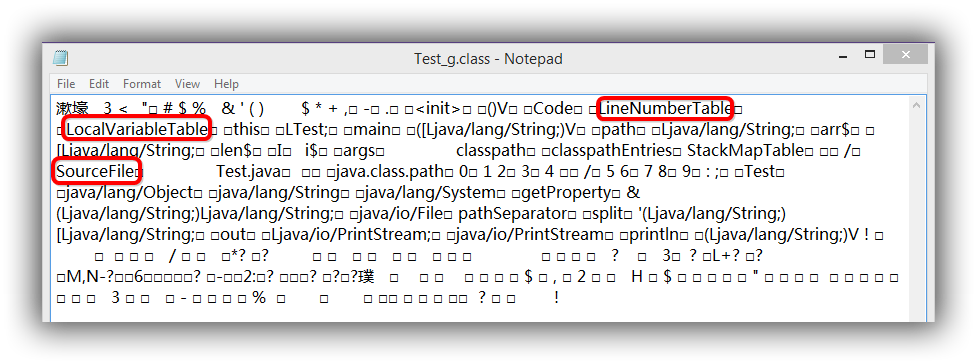 Test_g.class - Notepad
File Edit Format View Help
漱壕 3 < "□ # $ % & ' ( ) $ * + ,□ -□ .□ □<init>□ □()V□ □Code□ □LineNumberTable□
□LocalVariableTable□ □this□ □LTest;□ □main□ □([Ljava/lang/String;)V□ □path□ □Ljava/lang/String;□ □arr$□ □
[Ljava/lang/String;□ □len$□ □I□ i$□ □args□ classpath□ □classpathEntries□ StackMapTable□ □□ /□
SourceFile□ Test.java□ □□ □java.class.path□ 0□ 1 2□ 3□ 4 □□ /□ 5 6□ 7 8□ 9□ : ;□ □Test□
□java/lang/Object□ □java/lang/String□ □java/lang/System□ □getProperty□ &
(Ljava/lang/String;)Ljava/lang/String;□ □java/io/File□ pathSeparator□ □split□ '(Ljava/lang/String;)
[Ljava/lang/String;□ □out□ □Ljava/io/PrintStream;□ □java/io/PrintStream□ □println□ □(Ljava/lang/String;)V ! □
□ □ □ □ / □ □ □*? □? □ □ □ □ □ □ □ □ □ □ □ □ ? □ 3□ ? □L+? □?
□M,N-?□□6□□□□□? □-□□2:□? □□□? □?□?璞 □ □ □ □ □ □ □ $ □ , □ 2 □ □ H □ $ □ □ □ □ □ " □ □ □ □ □ □ □ □ □
□ □ □ 3 □ □ □ - □ □ □ □ % □ □ □ □□ □ □ □ □ ? □ □ !